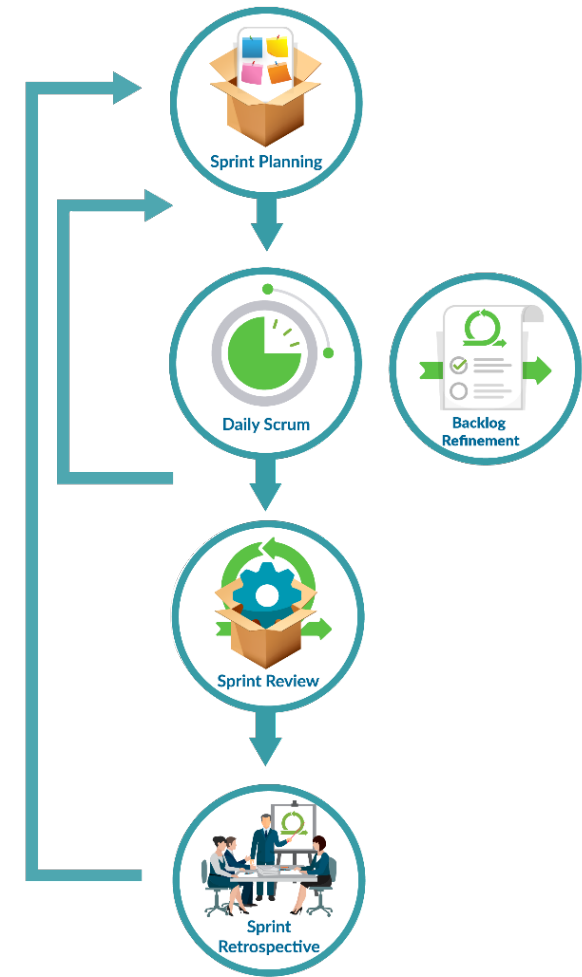 Sprint Planning
Daily Scrum
Backlog
Refinement
Sprint Review
Sprint
Retrospective